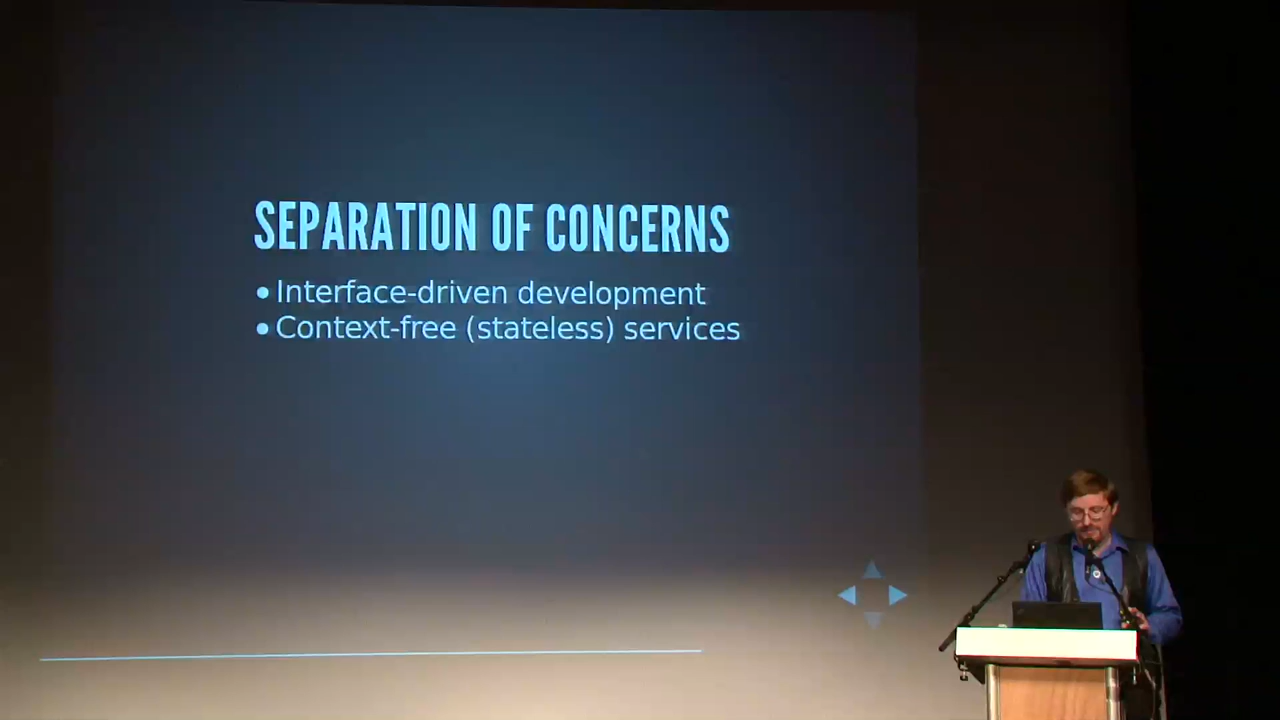 SEPARATION OF CONCERNS
• Interface-driven development
• Context-free (stateless) services